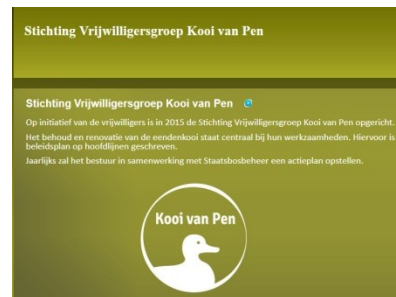 Stichting Vrijwilligersgroep Kooi van Pen
Stichting Vrijwilligersgroep Kooi van Pen
Op initiatief van de vrijwilligers is in 2015 de Stichting Vrijwilligersgroep Kooi van Pen opgericht.
Het behoud en renovatie van de eendenkooi staat centraal bij hun werkzaamheden. Hiervoor is
beleidsplan op hoofdlijnen geschreven.
Jaarlijks zal het bestuur in samenwerking met Staatsbosbeheer een actieplan opstellen.
Kooi van Pen